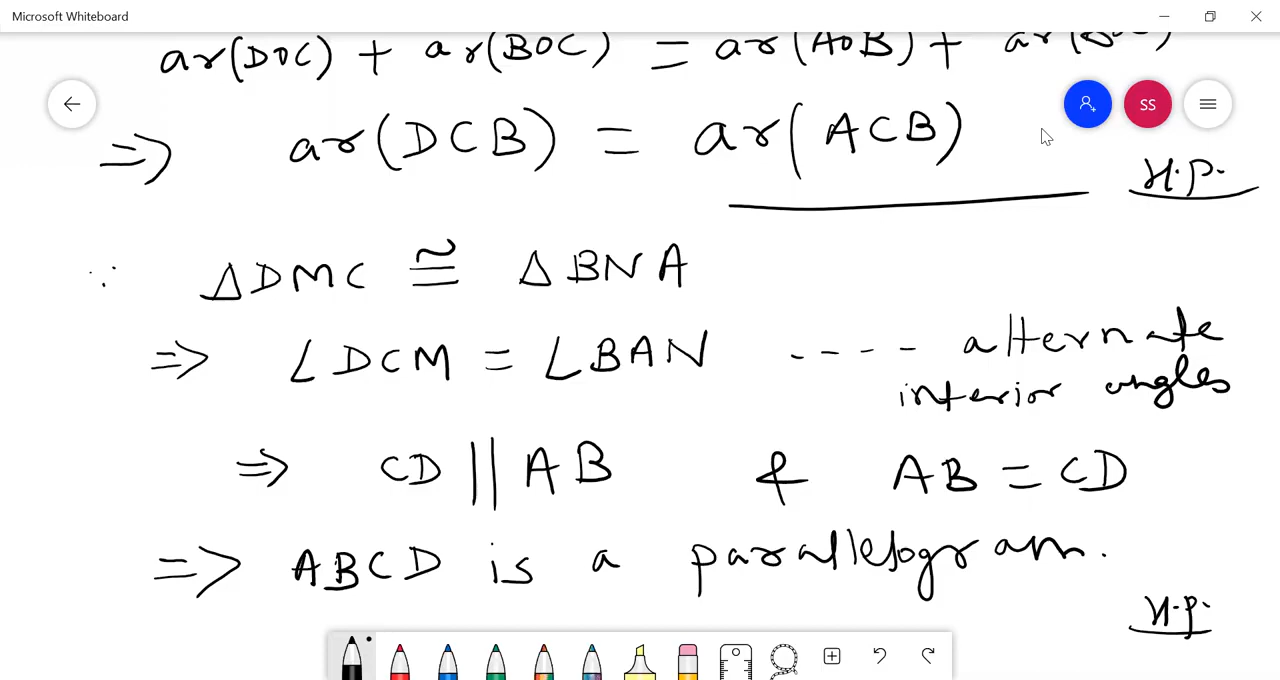 Microsoft Whiteboard
ar(DOC) + ar(BOC) = ar(AOB) + ar(BOC)
SS
⇒ ar(DCB) = ar(ACB)
H.P.
∵ ΔDMC ≅ ΔBNA
⇒ ∠DCM = ∠BAN ---- alternate
interior angles
⇒ CD || AB & AB = CD
⇒ ABCD is a parallelogram.
H.P.